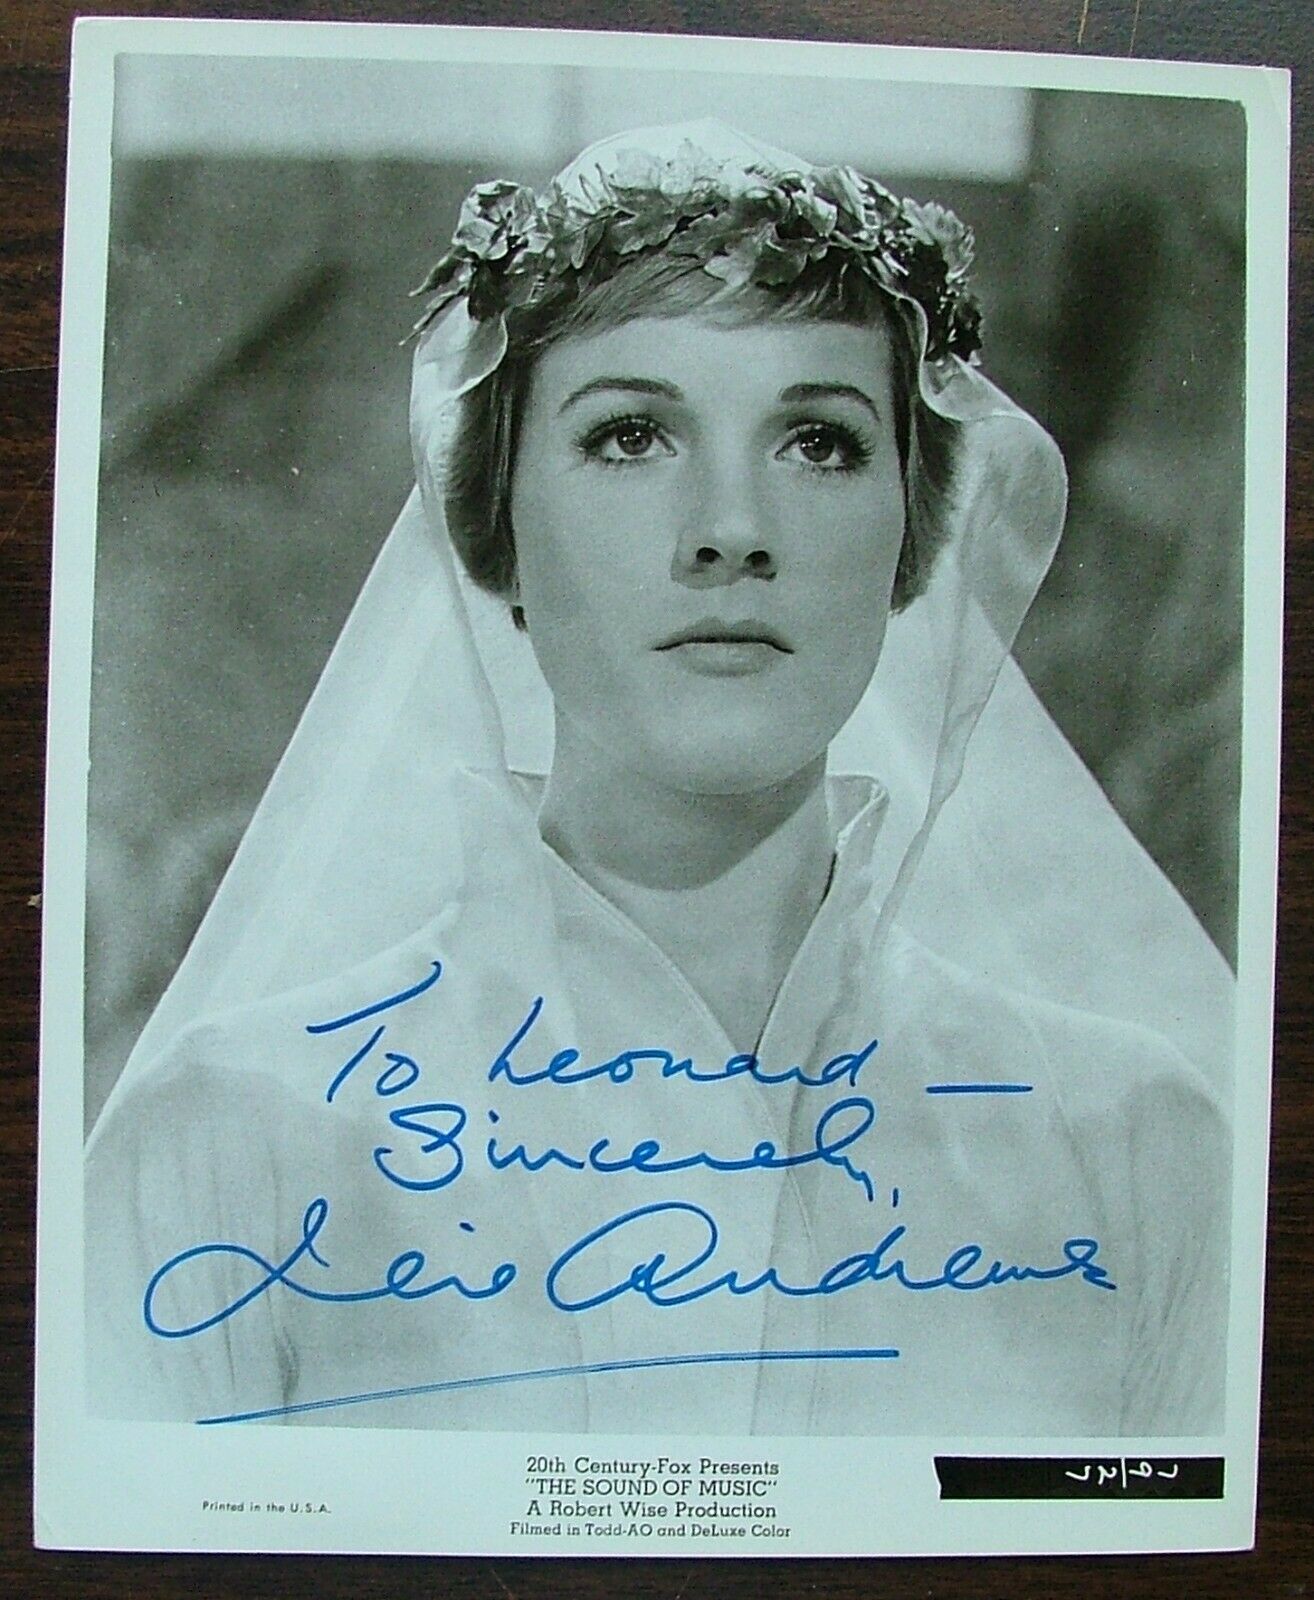 To Leonard —
Sincerely,
Julie Andrews
20th Century-Fox Presents
"THE SOUND OF MUSIC"
A Robert Wise Production
Filmed in Todd-AO and DeLuxe Color
Printed in the U.S.A.